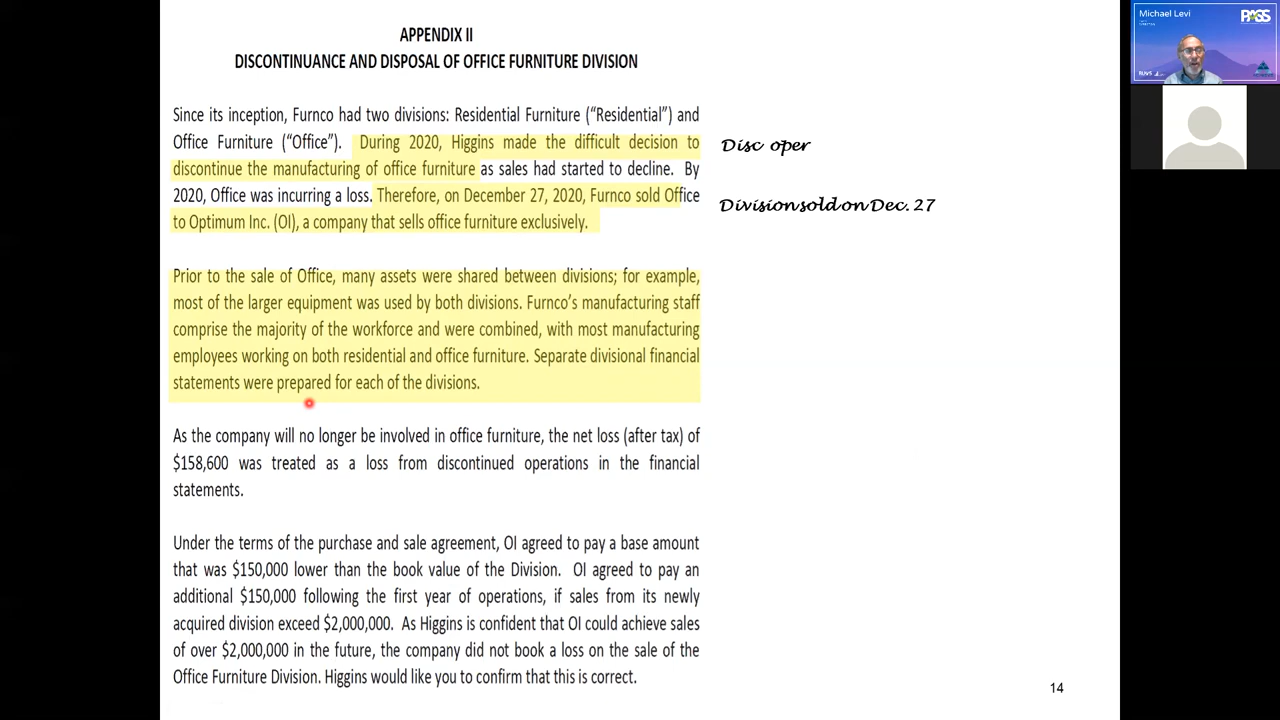 APPENDIX II
DISCONTINUANCE AND DISPOSAL OF OFFICE FURNITURE DIVISION
Since its inception, Furnco had two divisions: Residential Furniture (“Residential”) and
Office Furniture (“Office”). During 2020, Higgins made the difficult decision to
discontinue the manufacturing of office furniture as sales had started to decline. By
2020, Office was incurring a loss. Therefore, on December 27, 2020, Furnco sold Office
to Optimum Inc. (OI), a company that sells office furniture exclusively.
Disc oper
Division sold on Dec. 27
Prior to the sale of Office, many assets were shared between divisions; for example,
most of the larger equipment was used by both divisions. Furnco’s manufacturing staff
comprise the majority of the workforce and were combined, with most manufacturing
employees working on both residential and office furniture. Separate divisional financial
statements were prepared for each of the divisions.
As the company will no longer be involved in office furniture, the net loss (after tax) of
$158,600 was treated as a loss from discontinued operations in the financial
statements.
Under the terms of the purchase and sale agreement, OI agreed to pay a base amount
that was $150,000 lower than the book value of the Division. OI agreed to pay an
additional $150,000 following the first year of operations, if sales from its newly
acquired division exceed $2,000,000. As Higgins is confident that OI could achieve sales
of over $2,000,000 in the future, the company did not book a loss on the sale of the
Office Furniture Division. Higgins would like you to confirm that this is correct.
14
Michael Levi
PASS